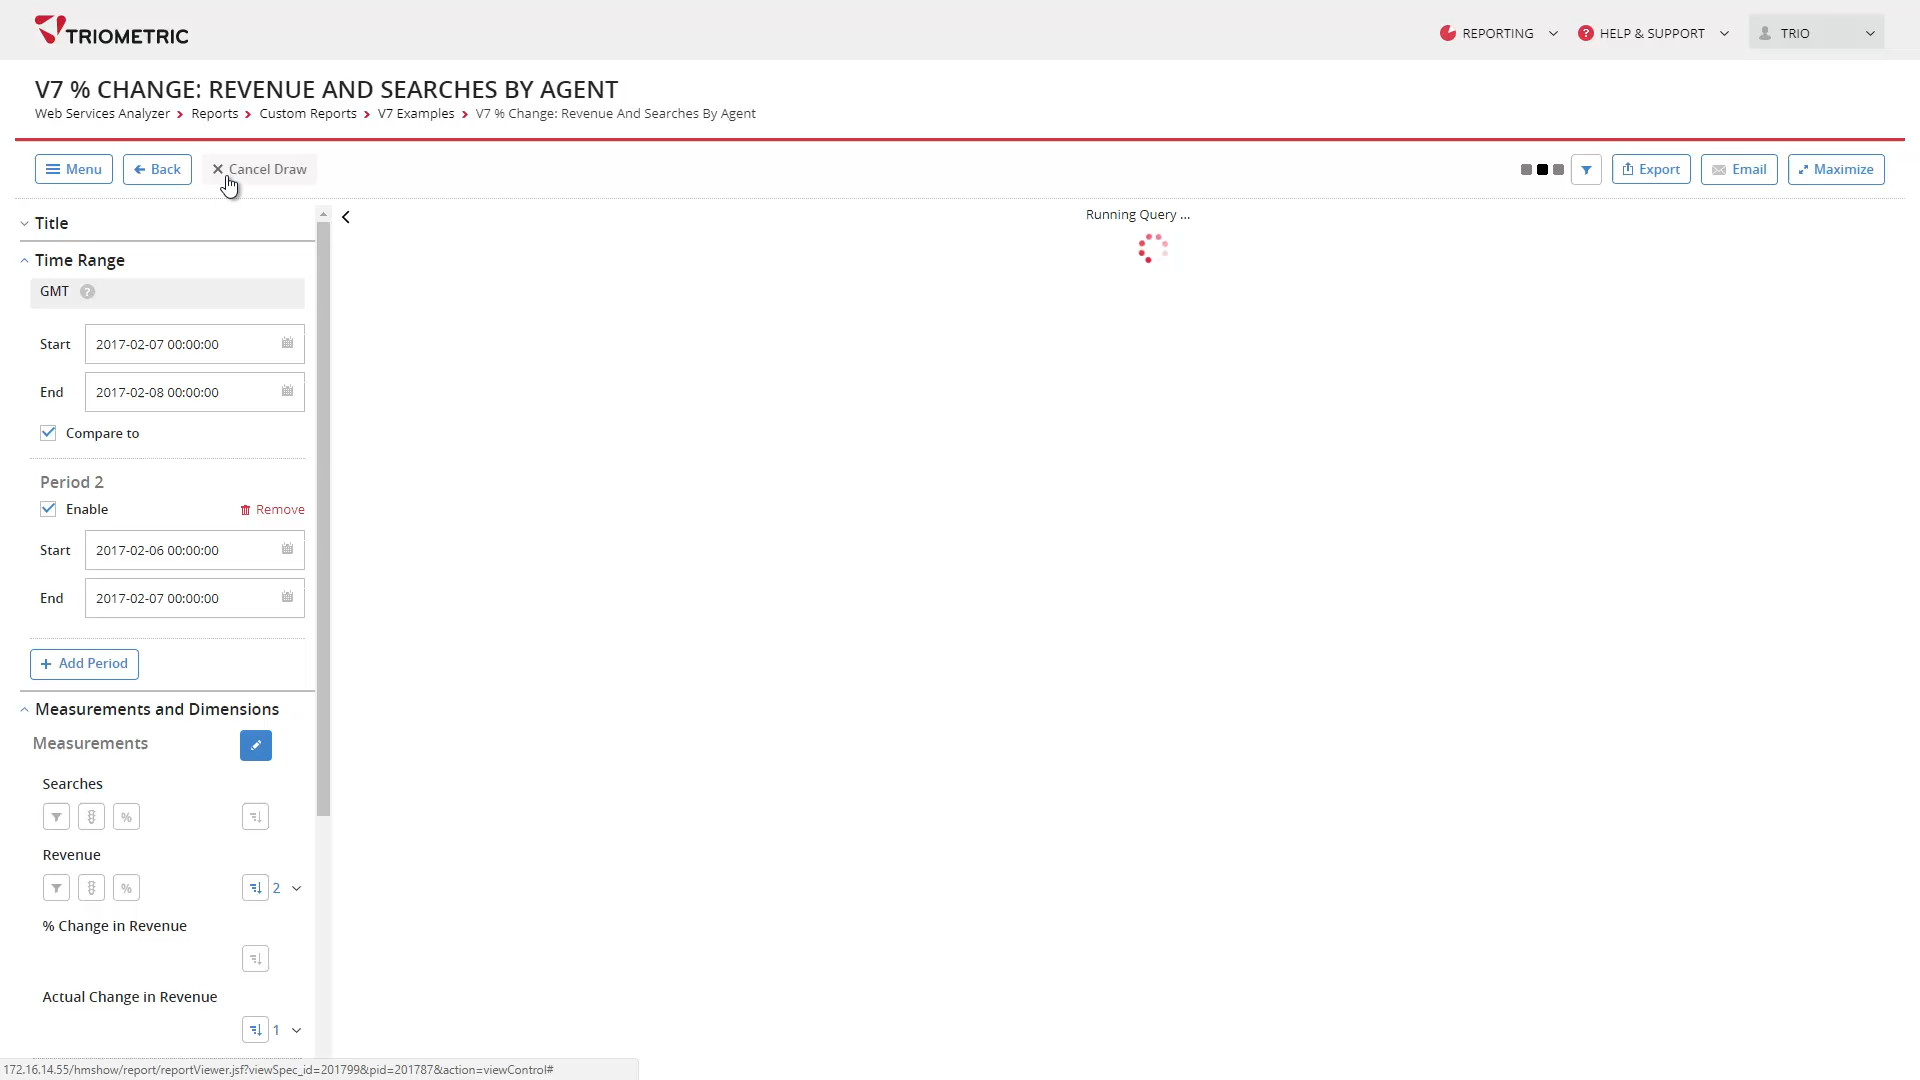 TRIOMETRIC
REPORTING
HELP & SUPPORT
TRIO
V7 % CHANGE: REVENUE AND SEARCHES BY AGENT
Web Services Analyzer > Reports > Custom Reports > V7 Examples > V7 % Change: Revenue And Searches By Agent
Menu
Back
Cancel Draw
Export
Email
Maximize
Title
Running Query ...
Time Range
GMT ?
Start 2017-02-07 00:00:00
End 2017-02-08 00:00:00
Compare to
Period 2
Enable
Remove
Start 2017-02-06 00:00:00
End 2017-02-07 00:00:00
+ Add Period
Measurements and Dimensions
Measurements
Searches
%
Revenue
% 2
% Change in Revenue
Actual Change in Revenue
1
172.16.14.55/hmshow/report/reportViewer.jsf?viewSpec_id=201799&pid=201787&action=viewControl#